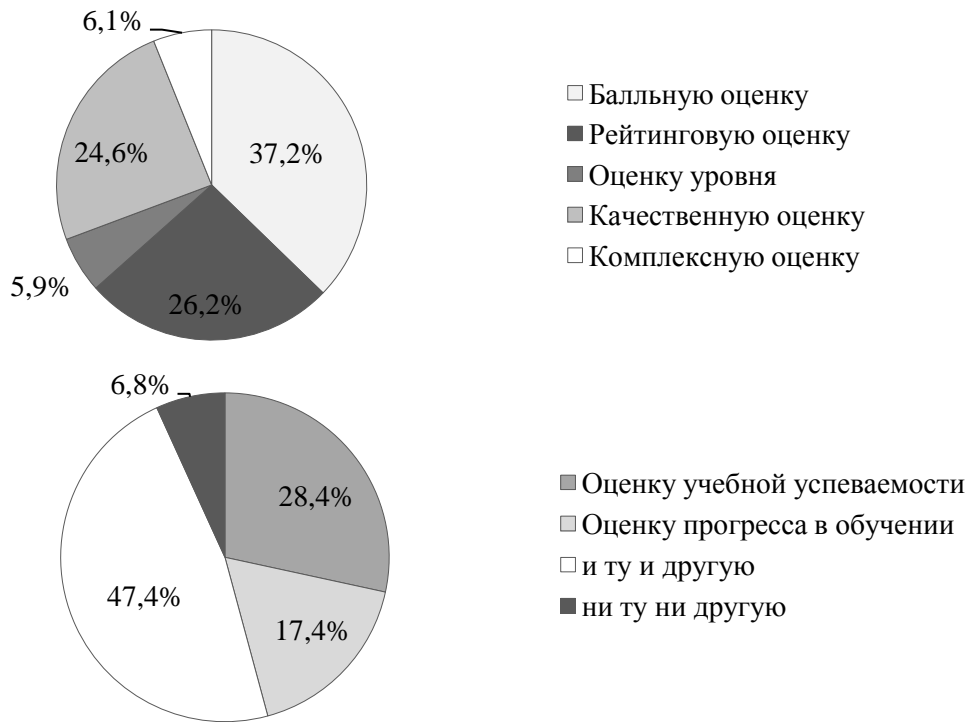 6,1%
24,6%
37,2%
5,9%
26,2%
Балльную оценку
Рейтинговую оценку
Оценку уровня
Качественную оценку
Комплексную оценку
6,8%
28,4%
47,4%
17,4%
Оценку учебной успеваемости
Оценку прогресса в обучении
и ту и другую
ни ту ни другую